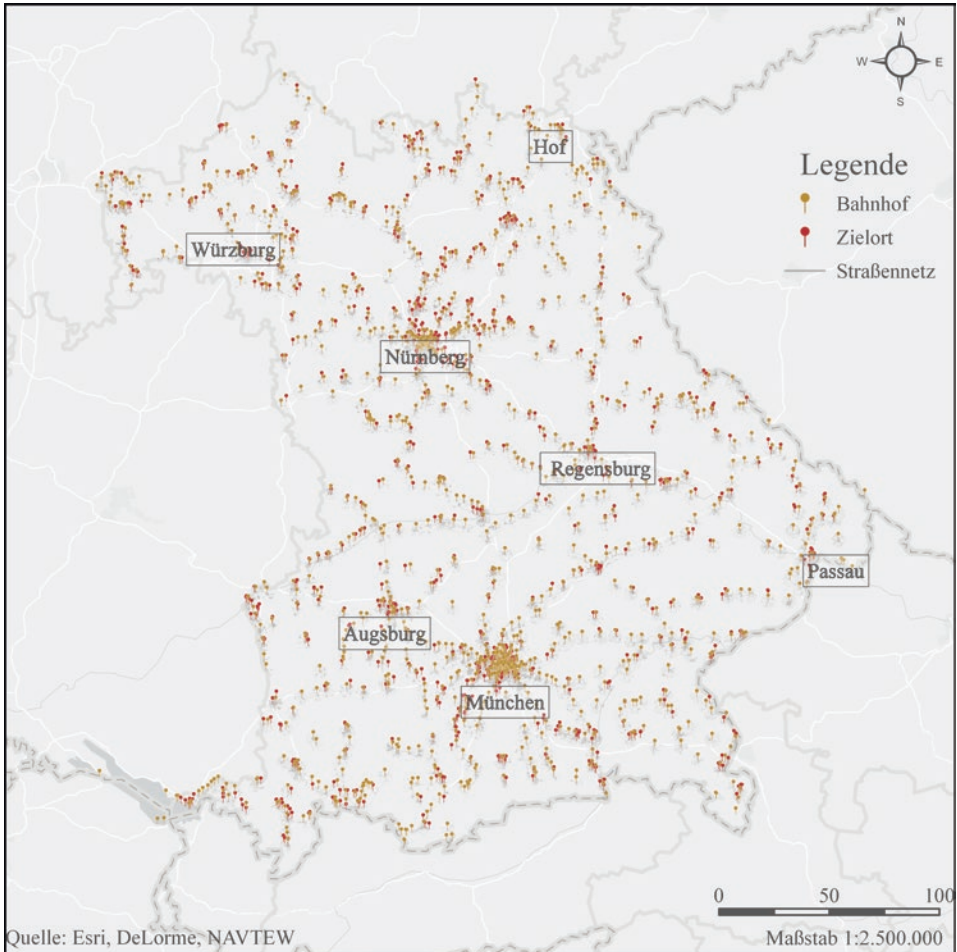 N
W E
S
Hof
Legende
Bahnhof
Zielort
Straßennetz
Würzburg
Nürnberg
Regensburg
Passau
Augsburg
München
0 50 100
Quelle: Esri, DeLorme, NAVTEW
Maßstab 1:2.500.000